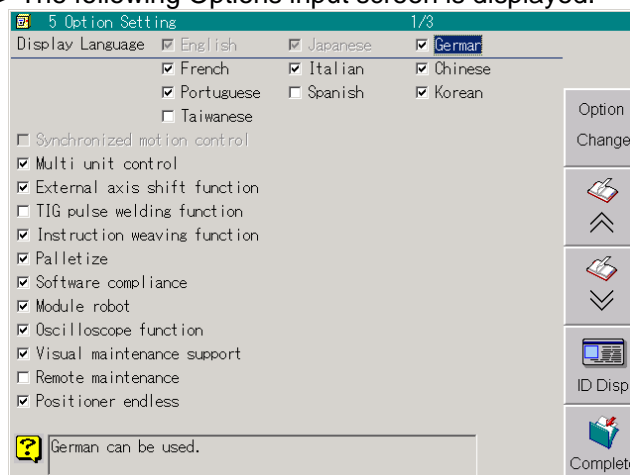 The following Options input screen is displayed.
5 Option Setting 1/3
Display Language English Japanese German
French Italian Chinese
Portuguese Spanish Korean
Taiwanese
Synchronized motion control
Multi unit control
External axis shift function
TIG pulse welding function
Instruction weaving function
Palletize
Software compliance
Module robot
Oscilloscope function
Visual maintenance support
Remote maintenance
Positioner endless
German can be used.
Option
Change
ID Disp
Complete